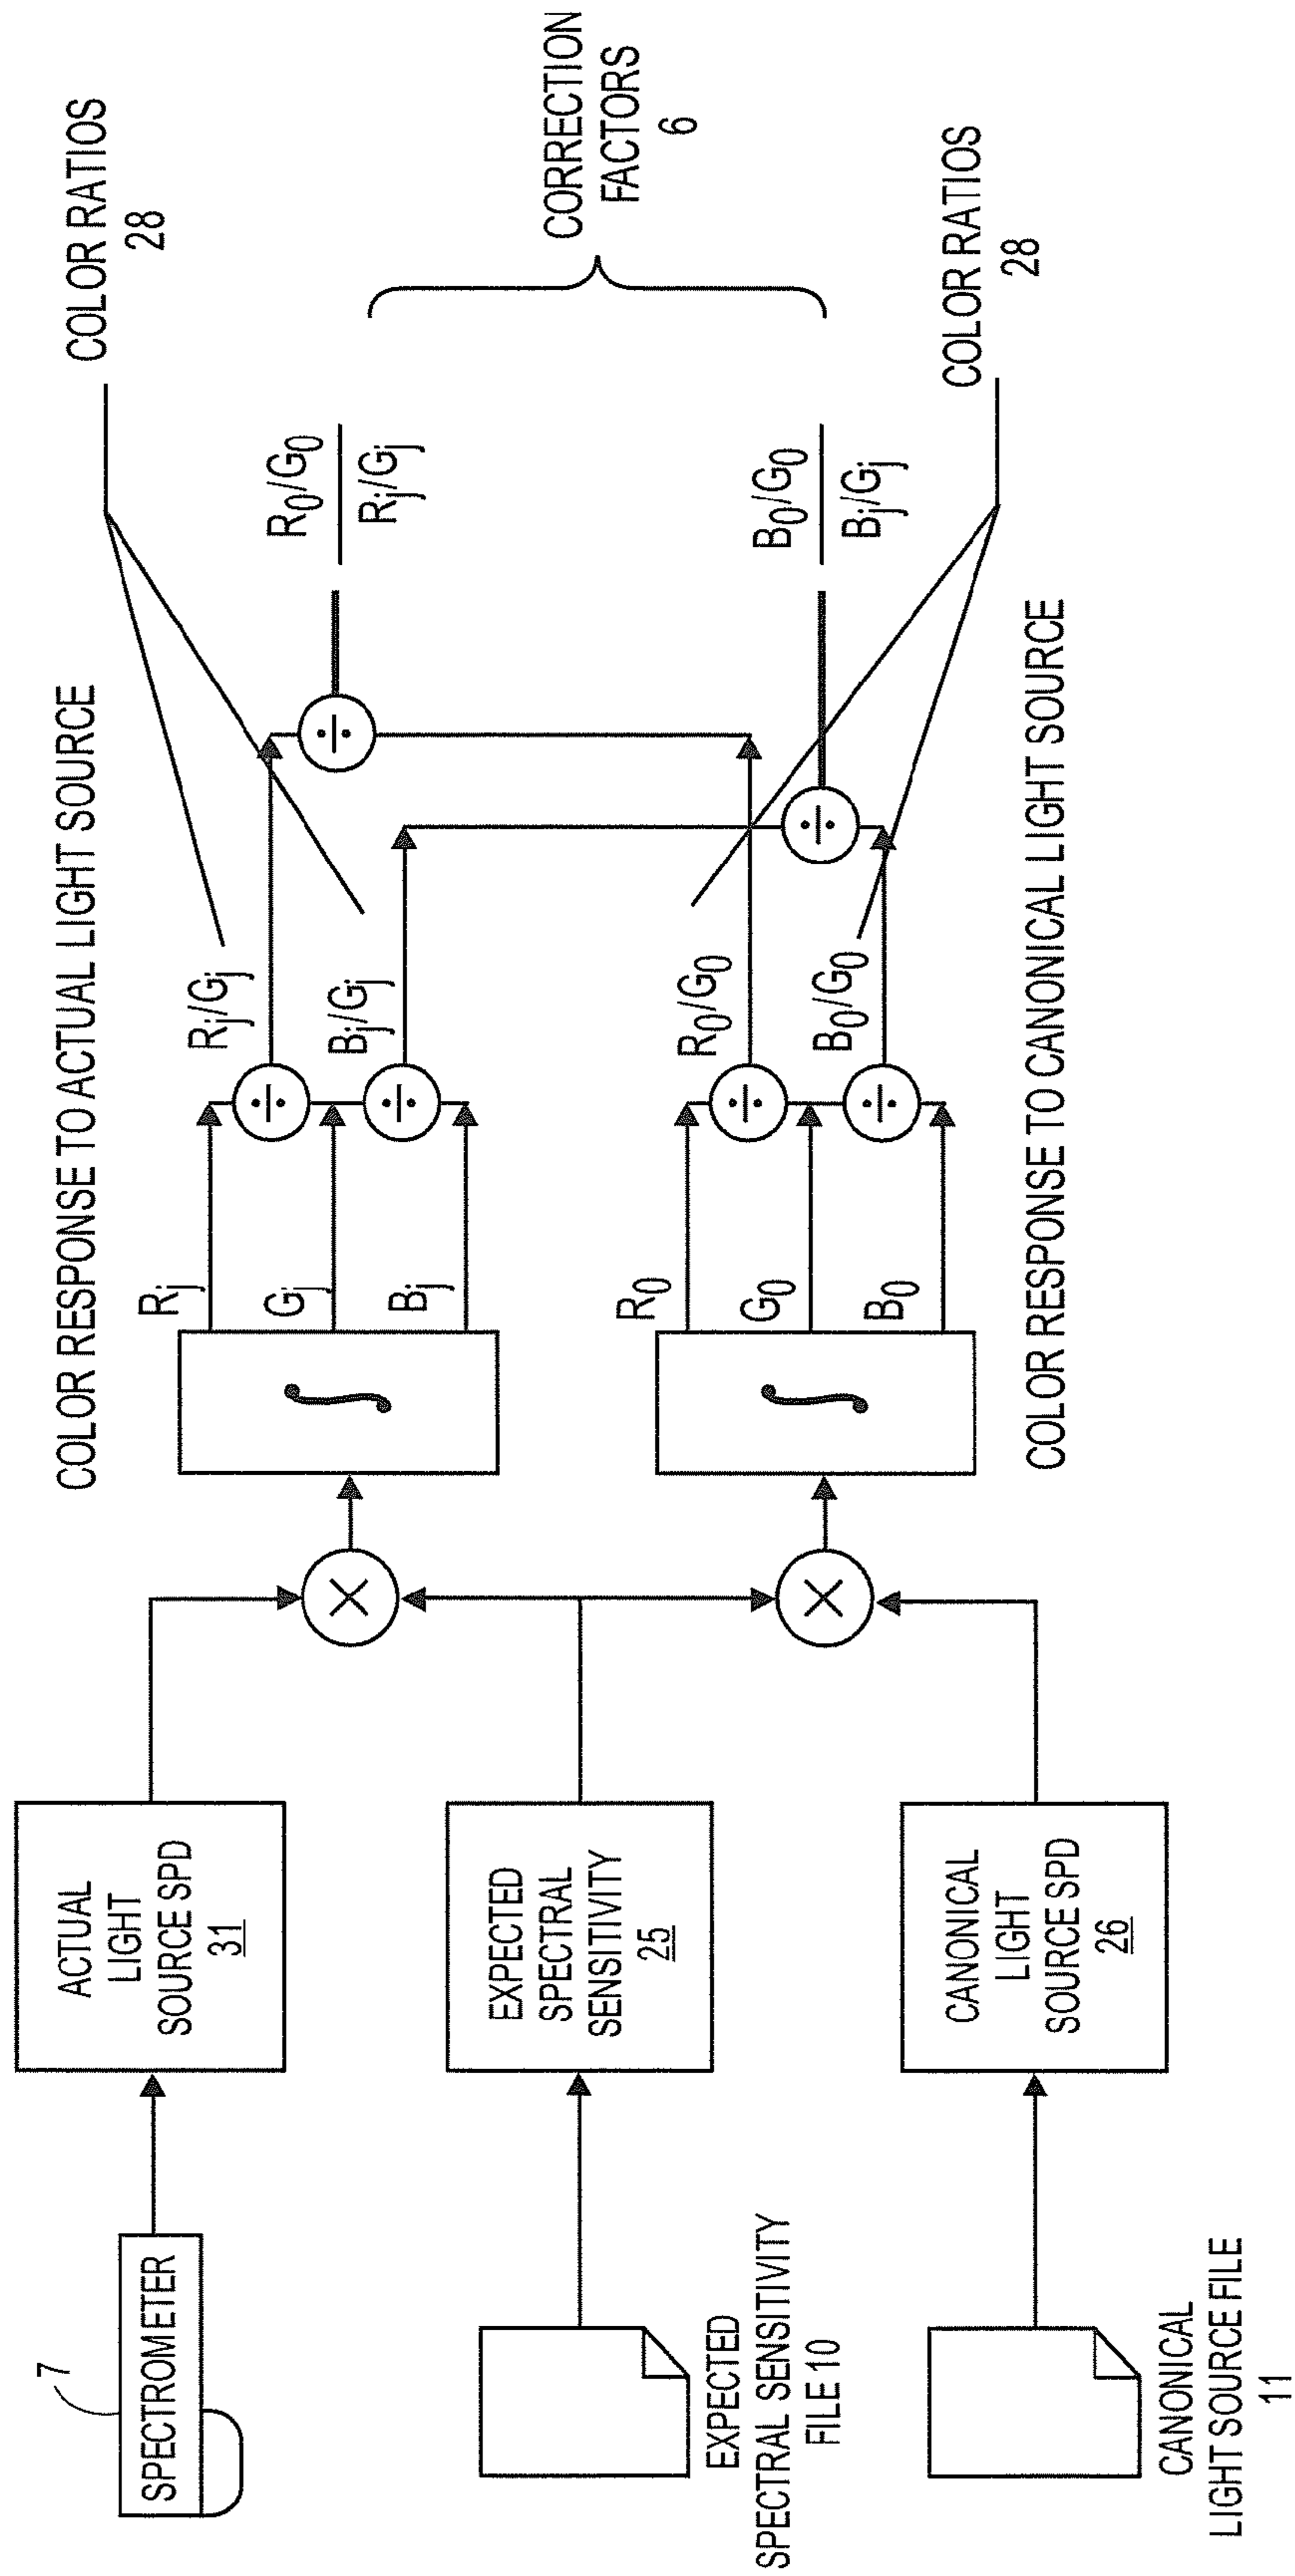 7
SPECTROMETER
ACTUAL
LIGHT
SOURCE SPD
31
COLOR RESPONSE TO ACTUAL LIGHT SOURCE
Rj
Gj
Bj
∫
÷
÷
Rj/Gj
Bj/Gj
COLOR RATIOS
28
×
EXPECTED
SPECTRAL SENSITIVITY
FILE 10
EXPECTED
SPECTRAL
SENSITIVITY
25
÷
R0/G0
Rj/Gj
÷
B0/G0
Bj/Gj
CORRECTION
FACTORS
6
×
CANONICAL
LIGHT SOURCE FILE
11
CANONICAL
LIGHT
SOURCE SPD
26
∫
R0
G0
B0
÷
÷
R0/G0
B0/G0
COLOR RATIOS
28
COLOR RESPONSE TO CANONICAL LIGHT SOURCE